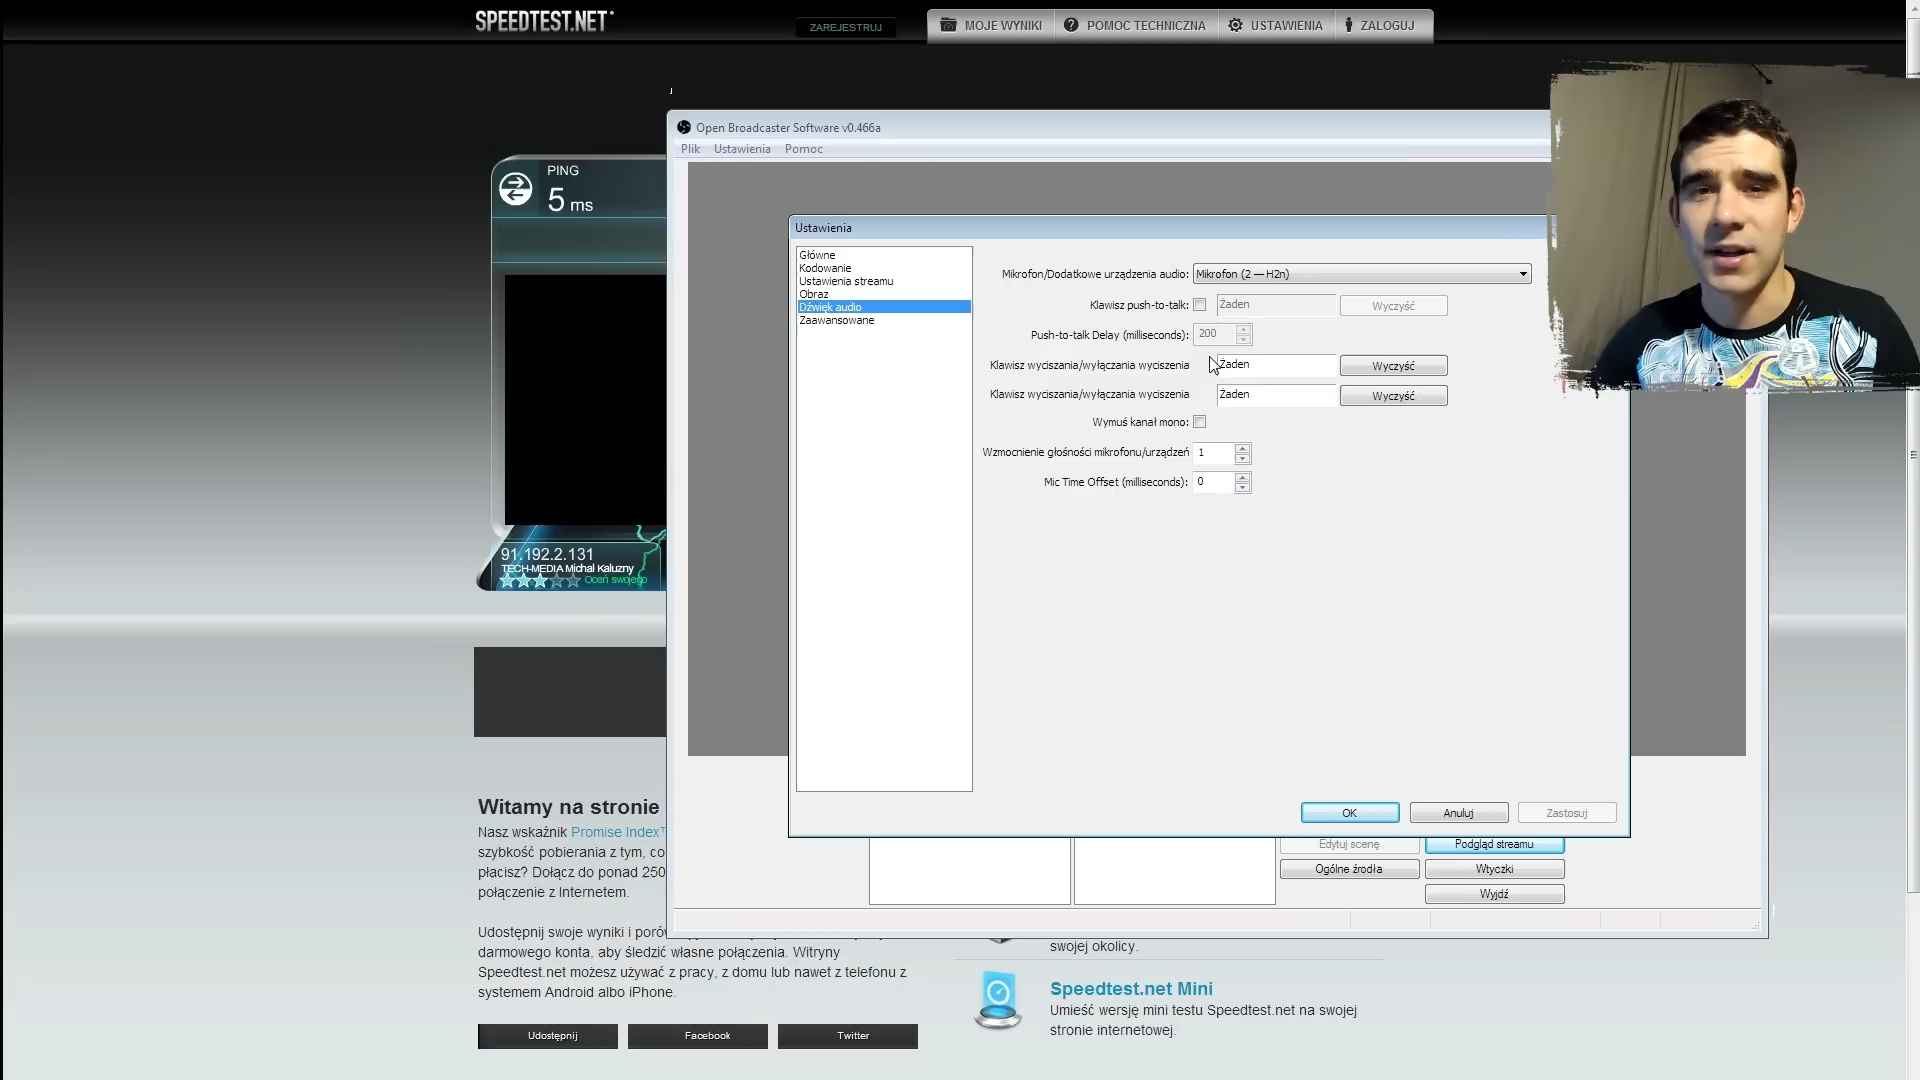 SPEEDTEST.NET
ZAREJESTRUJ
MOJE WYNIKI
POMOC TECHNICZNA
USTAWIENIA
ZALOGUJ
PING
5 ms
91.192.2.131
TECH-MEDIA Michal Kaluzny
Oceń swojego
Open Broadcaster Software v0.466a
Plik Ustawienia Pomoc
Ustawienia
Główne
Kodowanie
Ustawienia streamu
Obraz
Dźwięk audio
Zaawansowane
Mikrofon/Dodatkowe urządzenia audio: Mikrofon (2 — H2n)
Klawisz push-to-talk: Żaden Wyczyść
Push-to-talk Delay (milliseconds): 200
Klawisz wyciszania/wyłączania wyciszenia Żaden Wyczyść
Klawisz wyciszania/wyłączania wyciszenia Żaden Wyczyść
Wymuś kanał mono:
Wzmocnienie głośności mikrofonu/urządzeń 1
Mic Time Offset (milliseconds): 0
OK Anuluj Zastosuj
Edytuj scenę Podgląd streamu
Ogólne źródła Wtyczki
Wyjdź
Witamy na stronie
Nasz wskaźnik Promise Index™
szybkość pobierania z tym, co
płacisz? Dołącz do ponad 250
połączenie z Internetem.
Udostępnij swoje wyniki i
darmowego konta, aby śledzić własne połączenia. Witryny
Speedtest.net możesz używać z pracy, z domu lub nawet z telefonu z
systemem Android albo iPhone.
Udostępnij Facebook Twitter
swojej okolicy.
Speedtest.net Mini
Umieść wersję mini testu Speedtest.net na swojej
stronie internetowej.